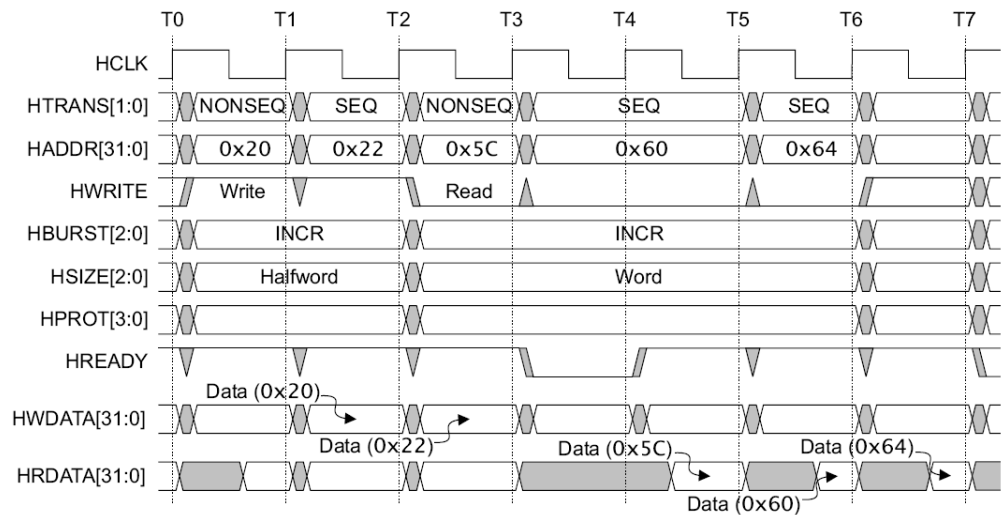 T0 T1 T2 T3 T4 T5 T6 T7
HCLK
HTRANS[1:0] NONSEQ SEQ NONSEQ SEQ SEQ
HADDR[31:0] 0x20 0x22 0x5C 0x60 0x64
HWRITE Write Read
HBURST[2:0] INCR INCR
HSIZE[2:0] Halfword Word
HPROT[3:0]
HREADY
Data (0x20)
HWDATA[31:0]
Data (0x22) Data (0x5C) Data (0x64)
HRDATA[31:0]
Data (0x60)